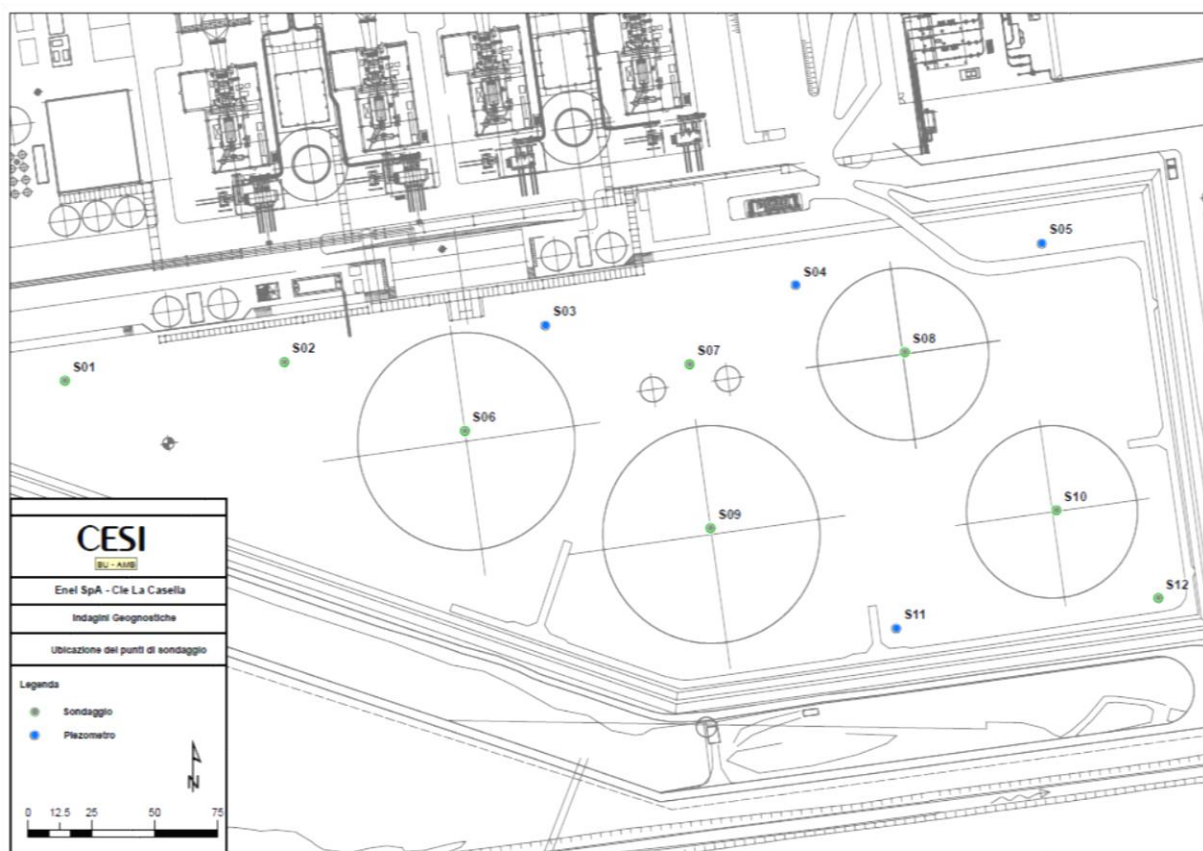 S05
S04
S03
S08
S07
S02
S01
S06
S10
S09
S12
S11
CESI
BU - AMB
Enel SpA - Cle La Casella
Indagini Geognostiche
Ubicazione dei punti di sondaggio
Legenda
Sondaggio
Piezometro
N
0 12.5 25 50 75